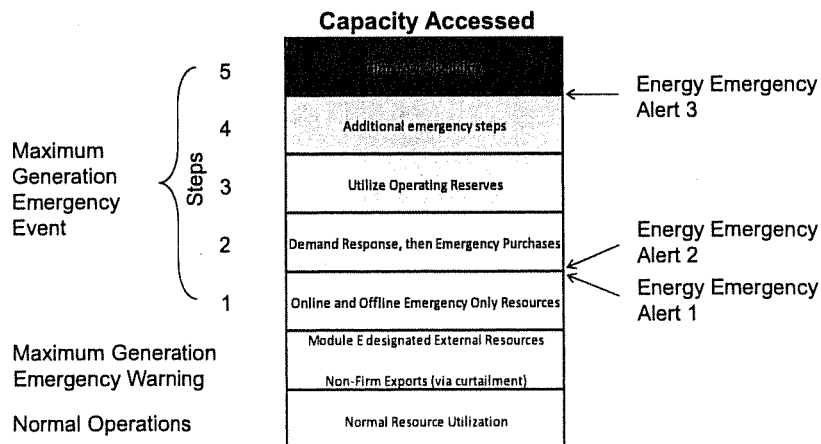 Capacity Accessed
5
4
Additional emergency steps
3
Utilize Operating Reserves
2
Demand Response, then Emergency Purchases
1
Online and Offline Emergency Only Resources
Module E designated External Resources
Non-Firm Exports (via curtailment)
Normal Resource Utilization
Steps
Maximum
Generation
Emergency
Event
Maximum Generation
Emergency Warning
Normal Operations
Energy Emergency
Alert 3
Energy Emergency
Alert 2
Energy Emergency
Alert 1